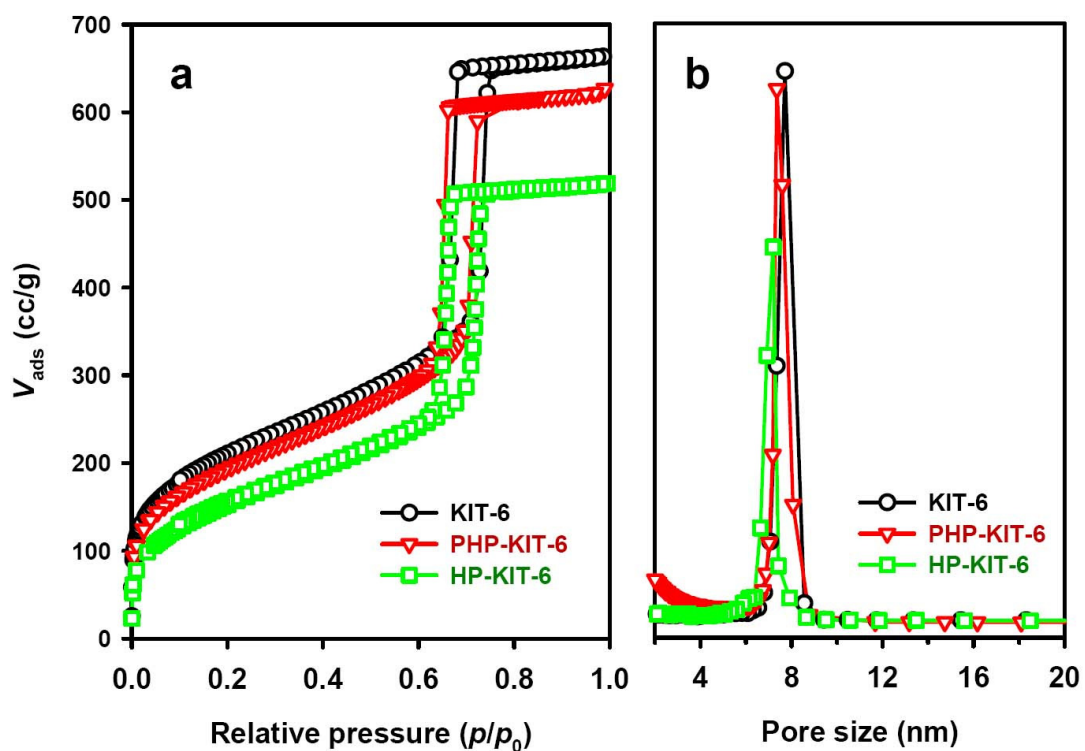 700
600
500
400
300
200
100
0
V_ads (cc/g)
a
KIT-6
PHP-KIT-6
HP-KIT-6
0.0 0.2 0.4 0.6 0.8 1.0
Relative pressure (p/p_0)
b
KIT-6
PHP-KIT-6
HP-KIT-6
4 8 12 16 20
Pore size (nm)